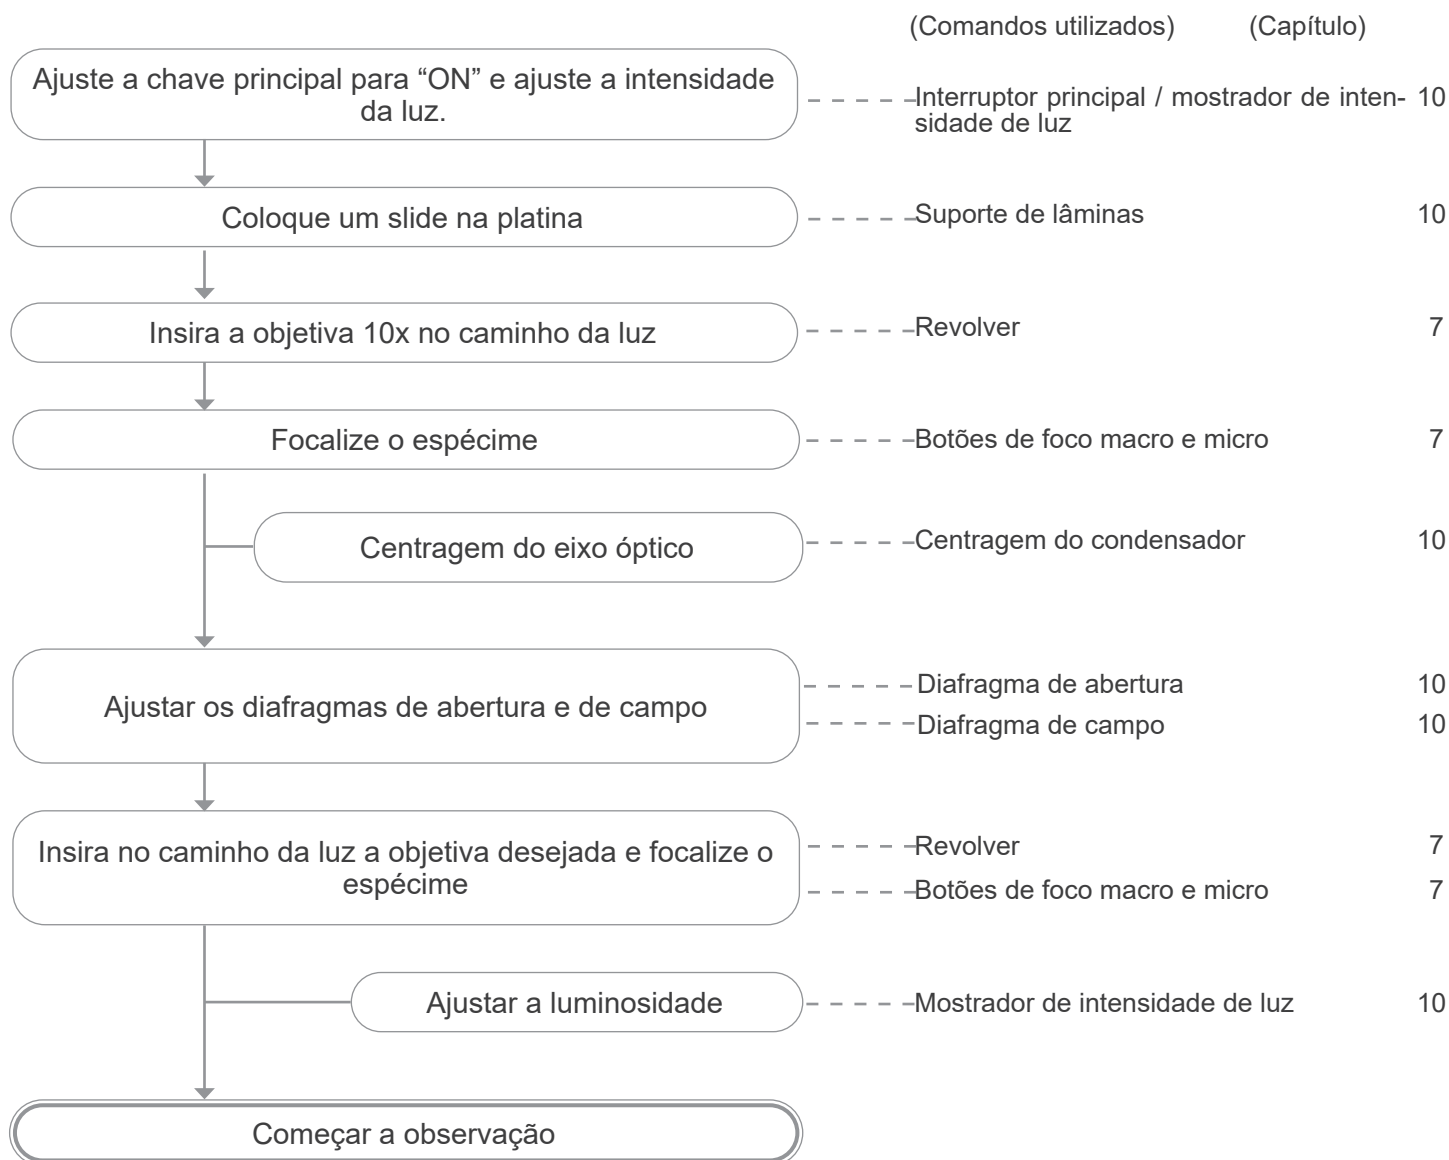 (Comandos utilizados) (Capítulo)
Ajuste a chave principal para “ON” e ajuste a intensidade
da luz.
Interruptor principal / mostrador de inten- 10
sidade de luz
Coloque um slide na platina
Suporte de lâminas 10
Insira a objetiva 10x no caminho da luz
Revolver 7
Focalize o espécime
Botões de foco macro e micro 7
Centragem do eixo óptico
Centragem do condensador 10
Ajustar os diafragmas de abertura e de campo
Diafragma de abertura 10
Diafragma de campo 10
Insira no caminho da luz a objetiva desejada e focalize o
espécime
Revolver 7
Botões de foco macro e micro 7
Ajustar a luminosidade
Mostrador de intensidade de luz 10
Começar a observação